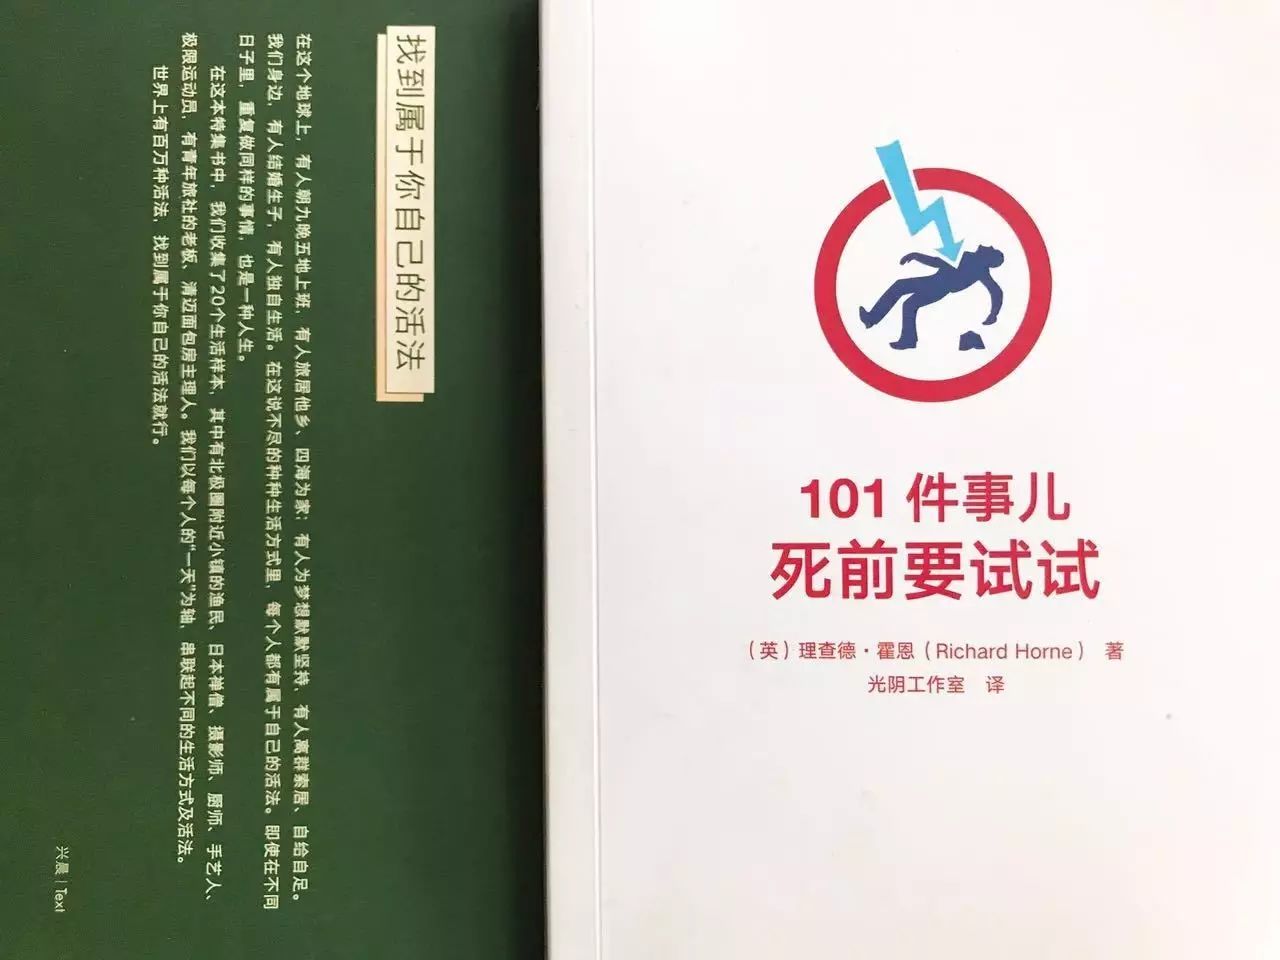 找到属于你自己的活法
在这个地球上，有人朝九晚五地上班，有人旅居他乡、四海为家；有人为梦想默默坚持，有人离群索居、自给自足。
我们身边，有人结婚生子，有人独自生活。在这说不尽的种种生活方式里，每个人都有属于自己的活法。即使在不同
日子里，重复做同样的事情，也是一种人生。
在这本特集书中，我们收集了20个生活样本，其中有北极圈附近小镇的渔民、日本禅僧、摄影师、厨师、手艺人、
极限运动员，有青年旅社的老板、清迈面包房主理人。我们以每个人的“一天”为轴，串联起不同的生活方式及活法。
世界上有百万种活法，找到属于你自己的活法就行。
兴晨 | Text
101 件事儿
死前要试试
（英）理查德·霍恩（Richard Horne） 著
光阴工作室 译